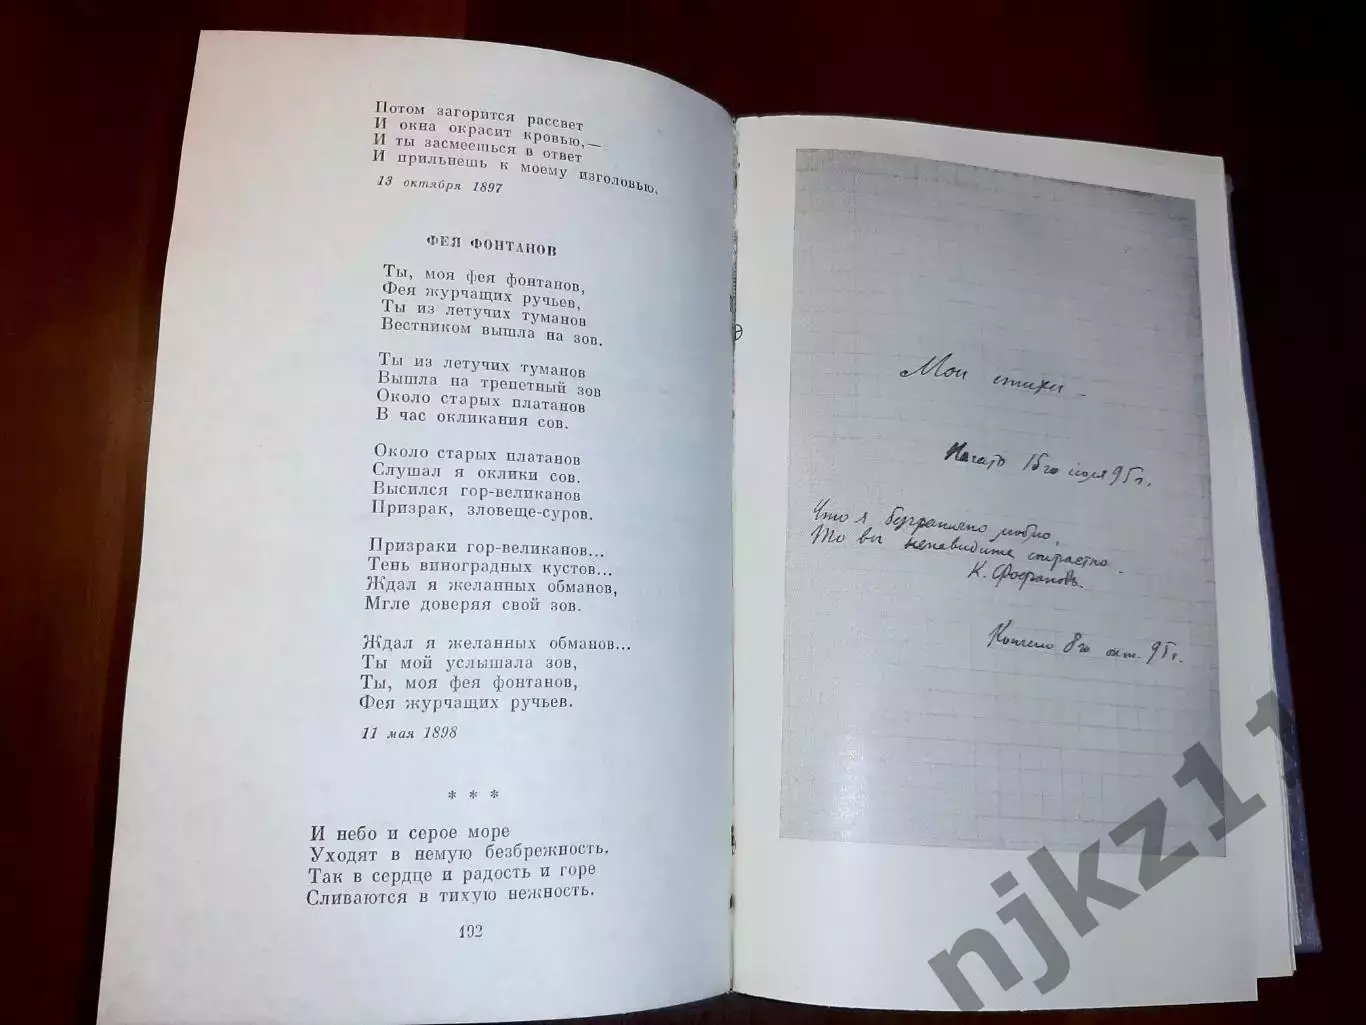 Потом загорится рассвет
И окна окрасит кровью,—
И ты засмеешься в ответ
И прильнешь к моему изголовью.
13 октября 1897
ФЕЯ ФОНТАНОВ
Ты, моя фея фонтанов,
Фея журчащих ручьев,
Ты из летучих туманов
Вестником вышла на зов.
Ты из летучих туманов
Вышла на трепетный зов
Около старых платанов
В час окликания сов.
Около старых платанов
Слушал я оклики сов.
Высился гор-великанов
Призрак, зловеще-суров.
Призраки гор-великанов...
Тень виноградных кустов...
Ждал я желанных обманов,
Мгле доверяя свой зов.
Ждал я желанных обманов...
Ты мой услышала зов,
Ты, моя фея фонтанов,
Фея журчащих ручьев.
11 мая 1898
* * *
И небо и серое море
Уходят в немую безбрежность.
Так в сердце и радость и горе
Сливаются в тихую нежность.
192
Мои стихи
Начато 15го июля 95 г.
Что я безгранично люблю,
То вы ненавидите страстно.
К. Фофановъ.
Кончено 8го окт. 95 г.
njkz11